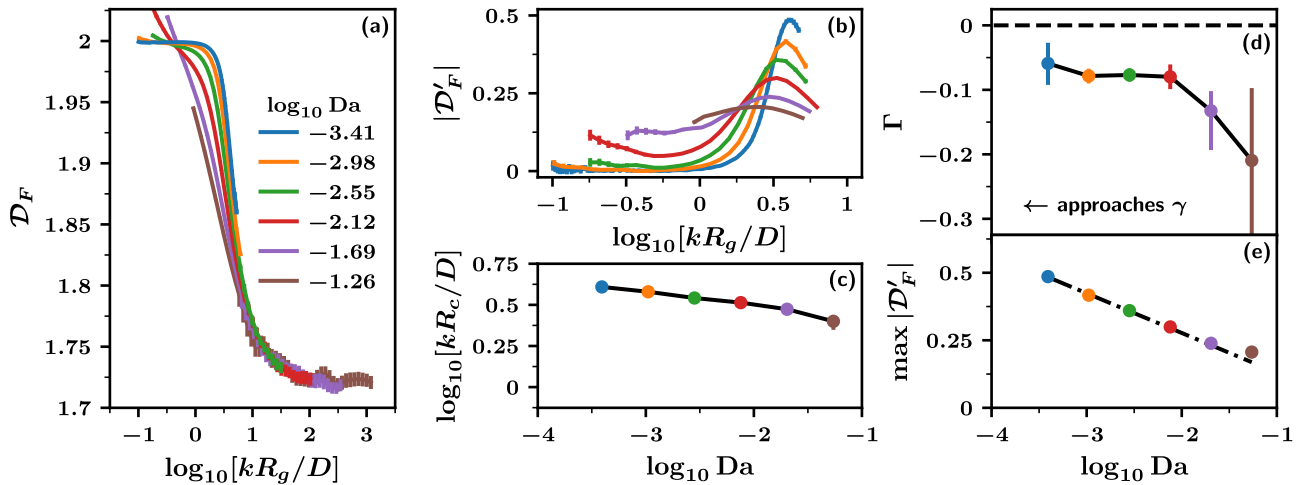 (a)
2
1.95
1.9
1.85
1.8
1.75
1.7
𝒟_F
log₁₀ Da
−3.41
−2.98
−2.55
−2.12
−1.69
−1.26
−1 0 1 2 3
log₁₀[kR_g/D]
(b)
0.5
0.25
0
|𝒟′_F|
−1 −0.5 0 0.5 1
log₁₀[kR_g/D]
(c)
0.75
0.5
0.25
0
log₁₀[kR_c/D]
−4 −3 −2 −1
log₁₀ Da
(d)
0
−0.1
−0.2
−0.3
Γ
← approaches γ
(e)
0.5
0.25
0
max |𝒟′_F|
−4 −3 −2 −1
log₁₀ Da